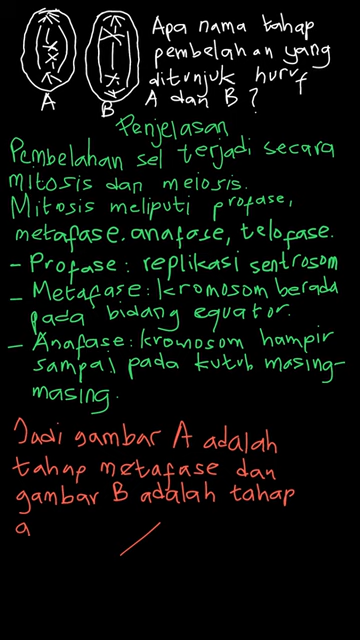 Apa nama tahap
pembelahan yang
ditunjuk huruf
A dan B ?
A
B
Penjelasan
Pembelahan sel terjadi secara
mitosis dan meiosis.
Mitosis meliputi profase,
metafase. anafase, telofase.
- Profase : replikasi sentrosom
- Metafase : kromosom berada
pada bidang equator.
- Anafase : kromosom hampir
sampai pada kutub masing-
masing.
Jadi gambar A adalah
tahap metafase dan
gambar B adalah tahap
a